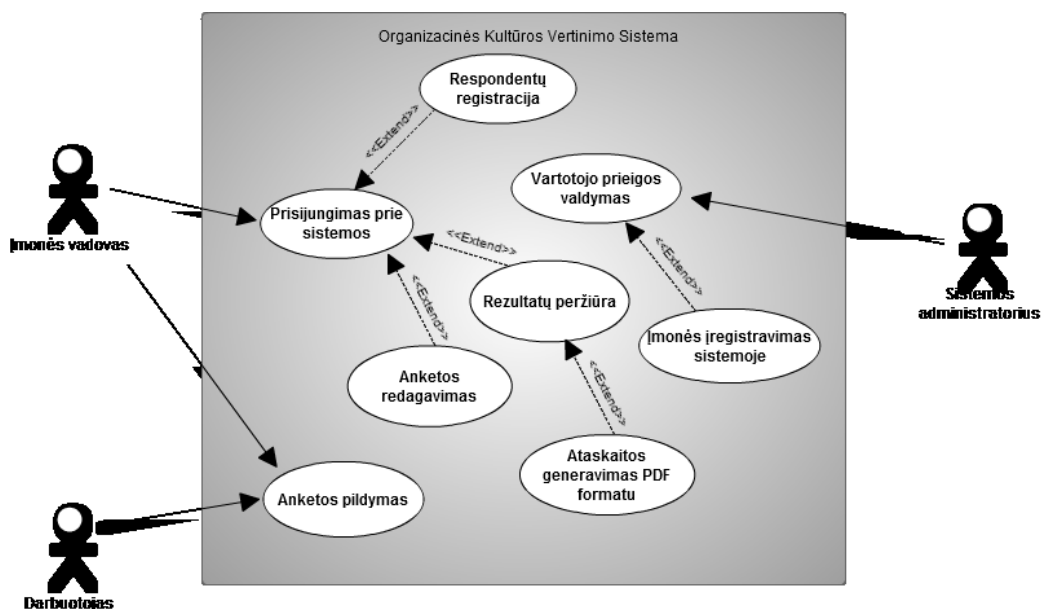 Organizacinės Kultūros Vertinimo Sistema
Respondentų
registracija
<<Extend>>
Vartotojo prieigos
valdymas
Prisijungimas prie
sistemos
Įmonės vadovas
<<Extend>>
<<Extend>>
<<Extend>>
Rezultatų peržiūra
Sistemos
administratorius
Įmonės įregistravimas
sistemoje
Anketos
redagavimas
<<Extend>>
Ataskaitos
generavimas PDF
formatu
Anketos pildymas
Darbuotojas